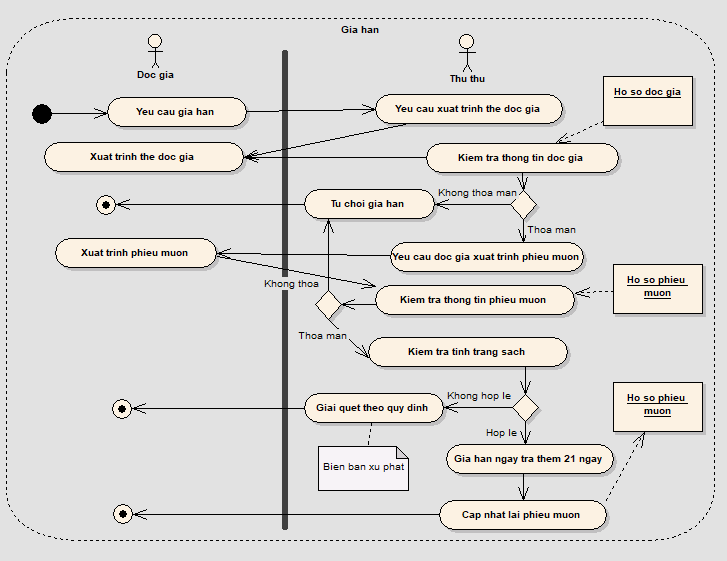 Gia han
Doc gia
Thu thu
Yeu cau gia han
Yeu cau xuat trinh the doc gia
Ho so doc gia
Xuat trinh the doc gia
Kiem tra thong tin doc gia
Khong thoa man
Tu choi gia han
Thoa man
Xuat trinh phieu muon
Yeu cau doc gia xuat trinh phieu muon
Khong thoa
Kiem tra thong tin phieu muon
Ho so phieu
muon
Thoa man
Kiem tra tinh trang sach
Khong hop le
Giai quet theo quy dinh
Ho so phieu
muon
Hop le
Bien ban xu phat
Gia han ngay tra them 21 ngay
Cap nhat lai phieu muon